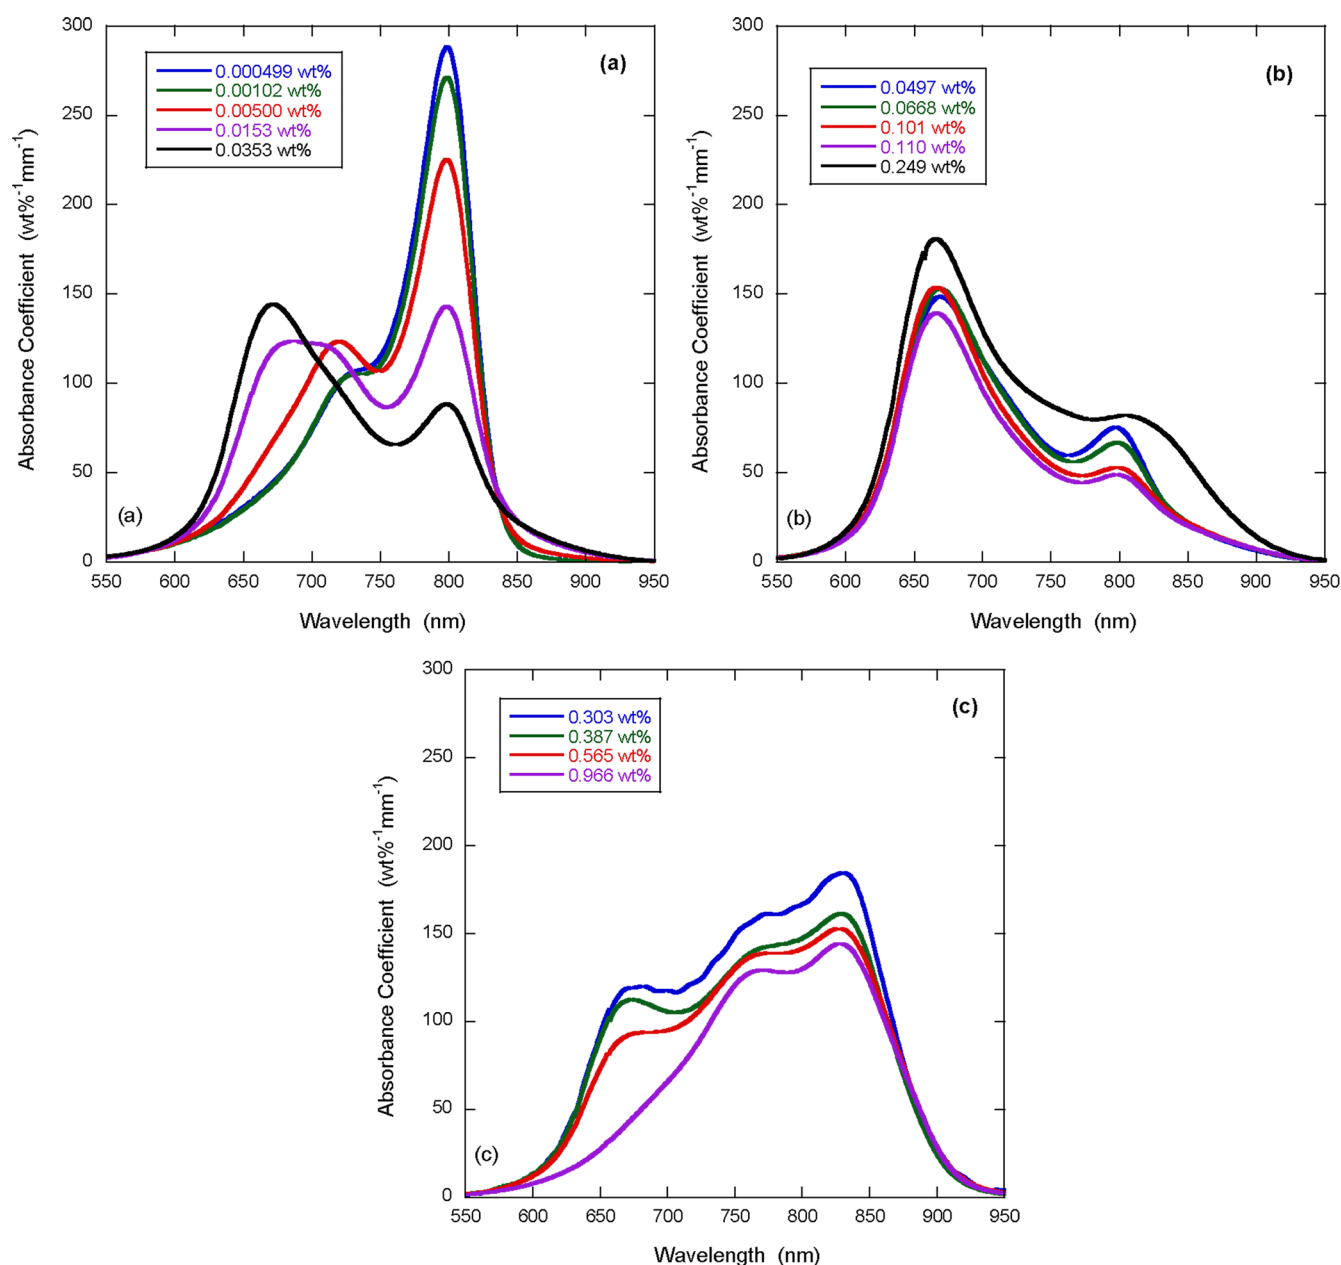 300
250
200
150
100
50
0
Absorbance Coefficient (wt%⁻¹mm⁻¹)
0.000499 wt%
0.00102 wt%
0.00500 wt%
0.0153 wt%
0.0353 wt%
(a)
(a)
550 600 650 700 750 800 850 900 950
Wavelength (nm)
300
250
200
150
100
50
0
Absorbance Coefficient (wt%⁻¹mm⁻¹)
0.0497 wt%
0.0668 wt%
0.101 wt%
0.110 wt%
0.249 wt%
(b)
(b)
550 600 650 700 750 800 850 900 950
Wavelength (nm)
300
250
200
150
100
50
0
Absorbance Coefficient (wt%⁻¹mm⁻¹)
0.303 wt%
0.387 wt%
0.565 wt%
0.966 wt%
(c)
(c)
550 600 650 700 750 800 850 900 950
Wavelength (nm)